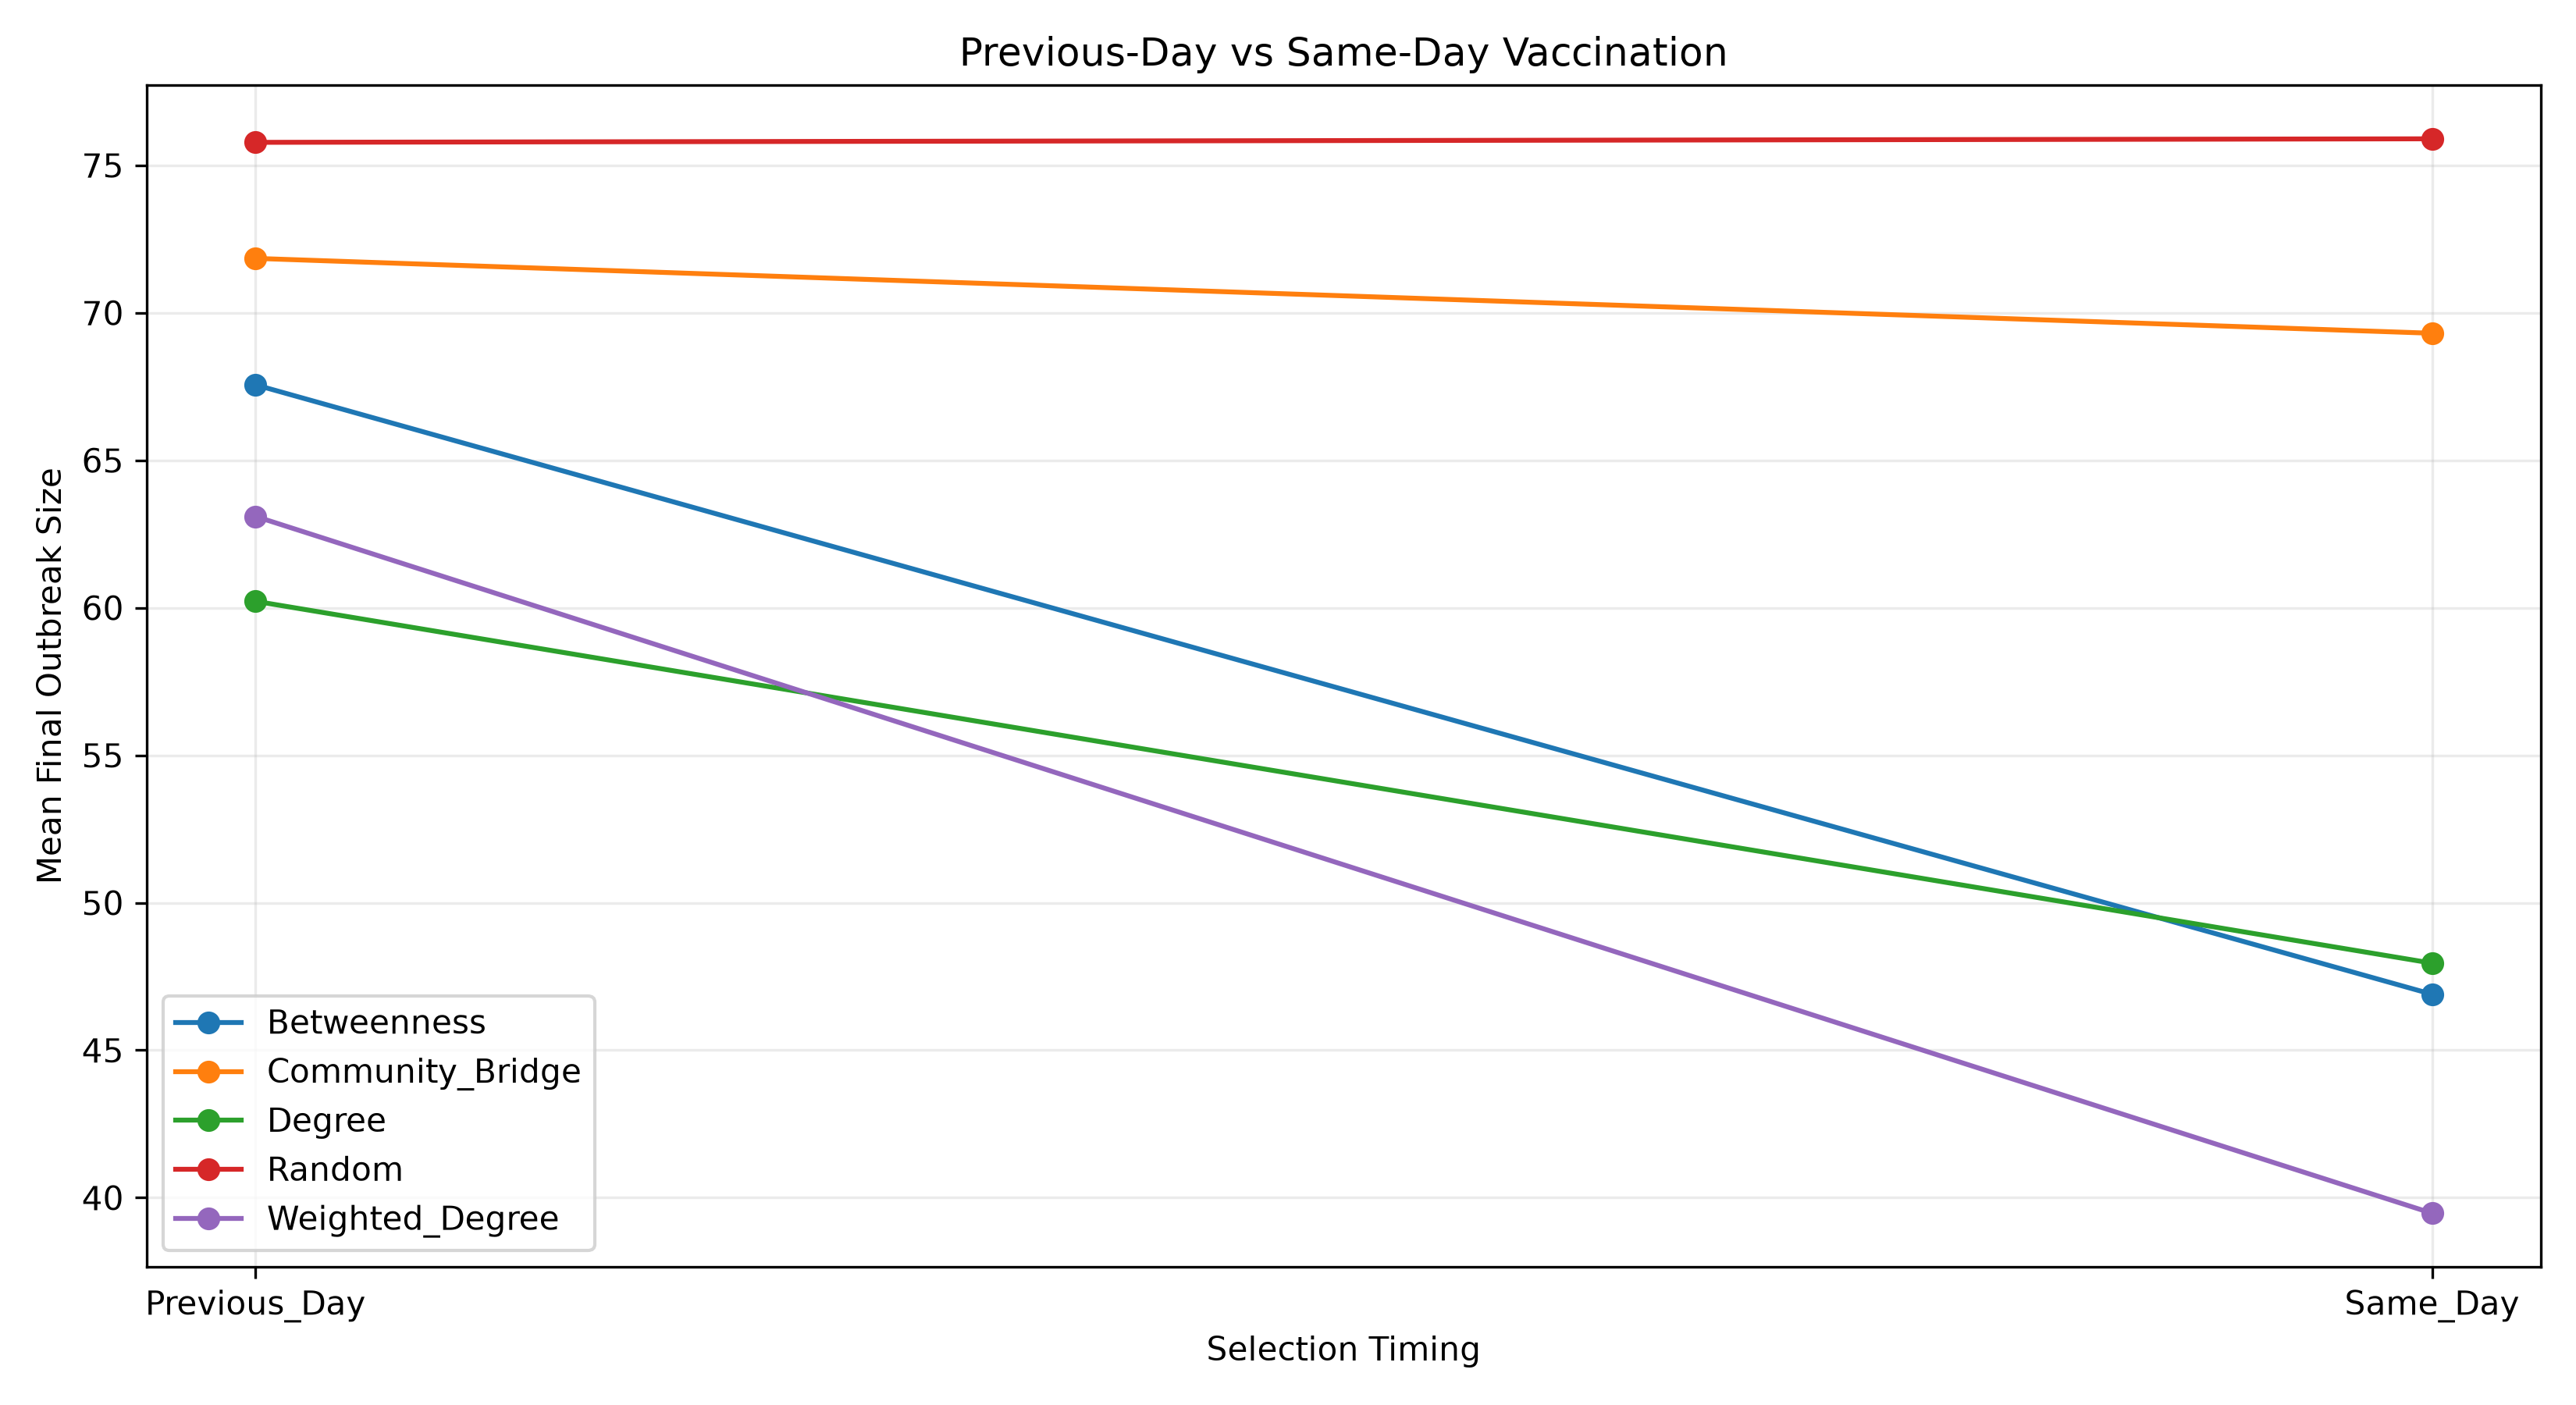 Previous-Day vs Same-Day Vaccination
Mean Final Outbreak Size
75
70
65
60
55
50
45
40
Betweenness
Community_Bridge
Degree
Random
Weighted_Degree
Previous_Day
Same_Day
Selection Timing